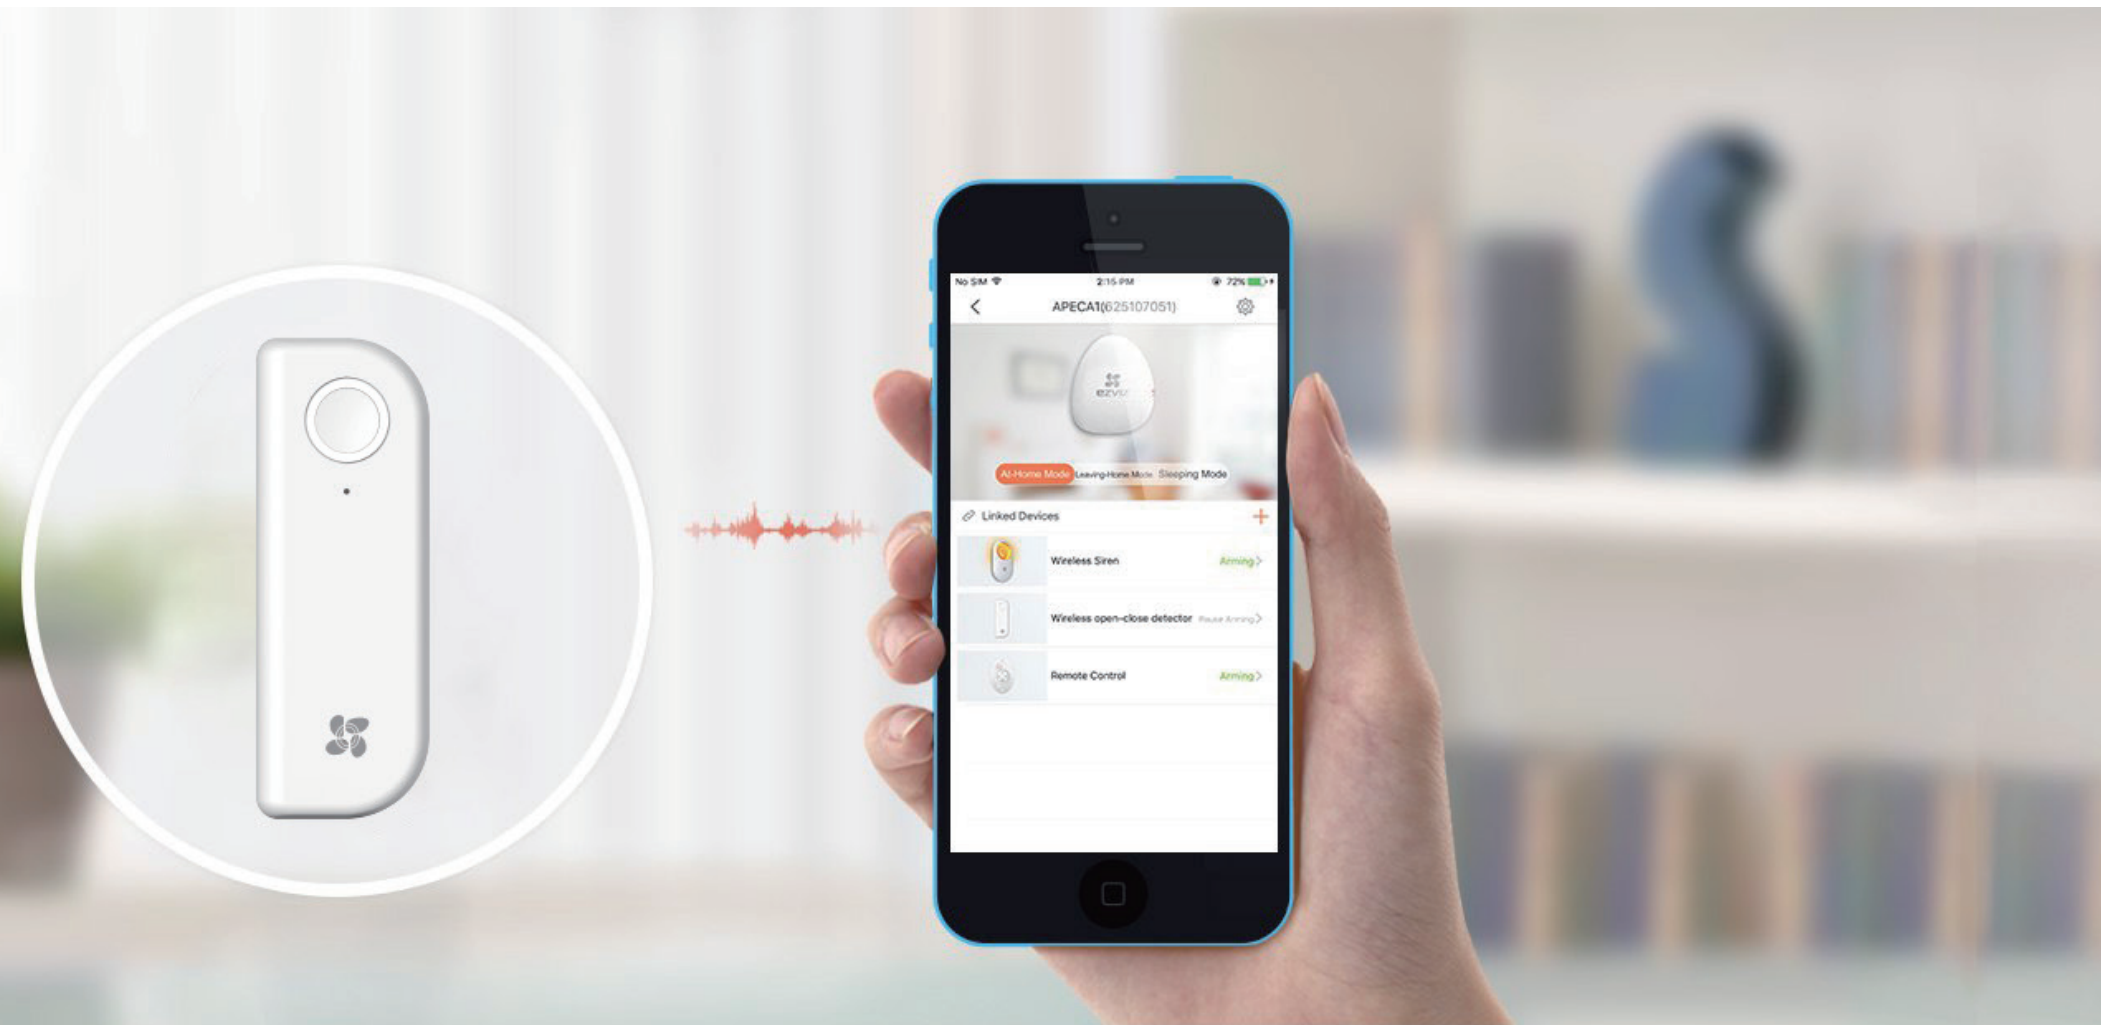 No SIM 2:15 PM 72%
APECA1(625107051)
ezviz
At-Home Mode Leaving-Home Mode Sleeping Mode
Linked Devices
Wireless Siren Arming
Wireless open-close detector Pause Arming
Remote Control Arming